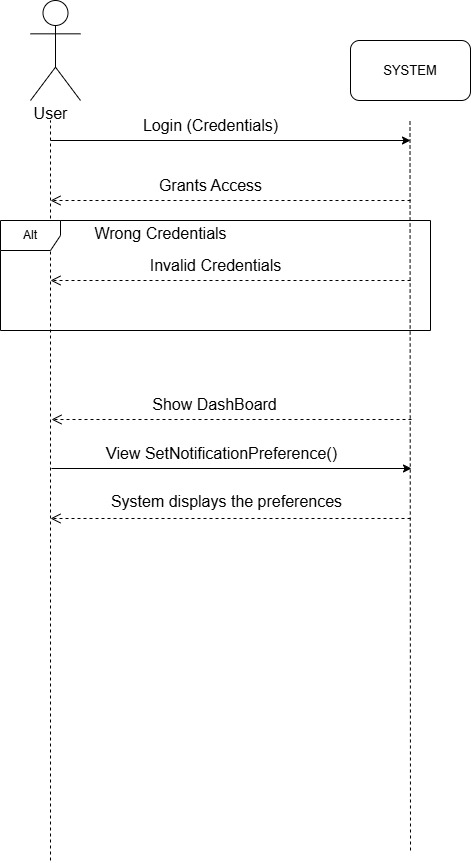 SYSTEM
User
Login (Credentials)
Grants Access
Alt
Wrong Credentials
Invalid Credentials
Show DashBoard
View SetNotificationPreference()
System displays the preferences